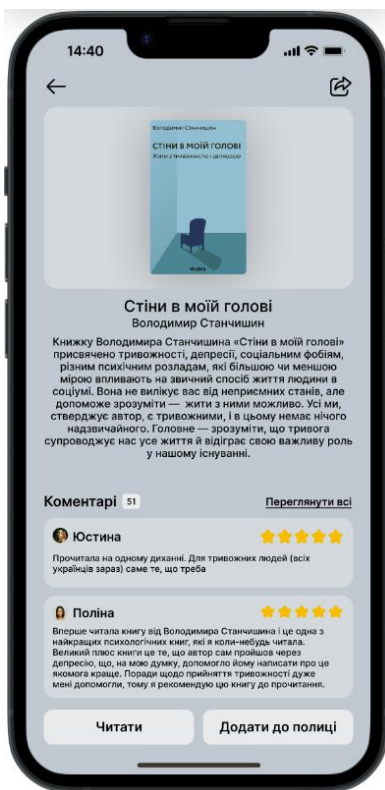 14:40
Володимир Станчишин
СТІНИ В МОЇЙ ГОЛОВІ
Жити з тривожністю і депресією
Стіни в моїй голові
Володимир Станчишин
Книжку Володимира Станчишина «Стіни в моїй голові»
присвячено тривожності, депресії, соціальним фобіям,
різним психічним розладам, які більшою чи меншою
мірою впливають на звичний спосіб життя людини в
соціумі. Вона не вилікує вас від неприємних станів, але
допоможе зрозуміти — жити з ними можливо. Усі ми,
стверджує автор, є тривожними, і в цьому немає нічого
надзвичайного. Головне — зрозуміти, що тривога
супроводжує нас усе життя й відіграє свою важливу роль
у нашому існуванні.
Коментарі 51 Переглянути всі
Юстина
Прочитала на одному диханні. Для тривожних людей (всіх
українців зараз) саме те, що треба
Поліна
Вперше читала книгу від Володимира Станчишина і це одна з
найкращих психологічних книг, які я коли-небудь читала.
Великий плюс книги це те, що автор сам пройшов через
депресію, що, на мою думку, допомогло йому написати про це
якомога краще. Поради щодо прийняття тривожності дуже
мені допомогли, тому я рекомендую цю книгу до прочитання.
Читати Додати до полиці